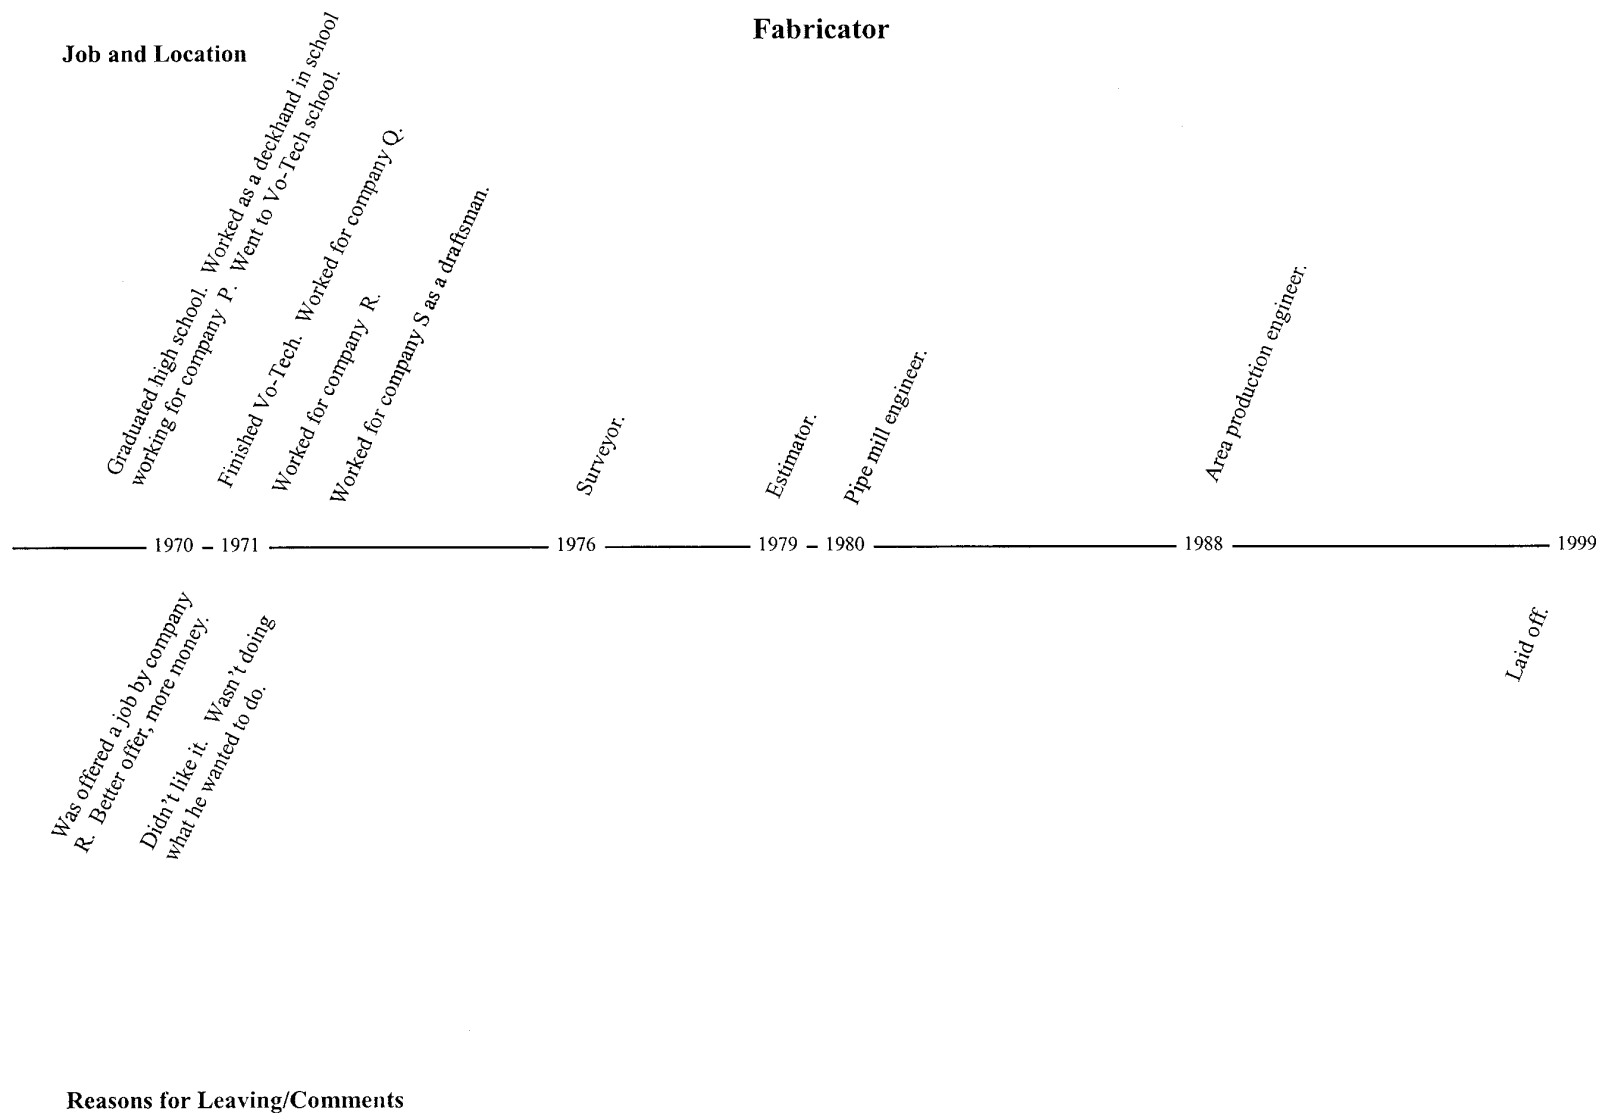 Fabricator
Job and Location
Graduated high school. Worked as a deckhand in school
working for company P. Went to Vo-Tech school.
Finished Vo-Tech. Worked for company Q.
Worked for company R.
Worked for company S as a draftsman.
Surveyor.
Estimator.
Pipe mill engineer.
Area production engineer.
1970 – 1971 1976 1979 – 1980 1988 1999
Was offered a job by company
R. Better offer, more money.
Didn't like it. Wasn't doing
what he wanted to do.
Laid off.
Reasons for Leaving/Comments